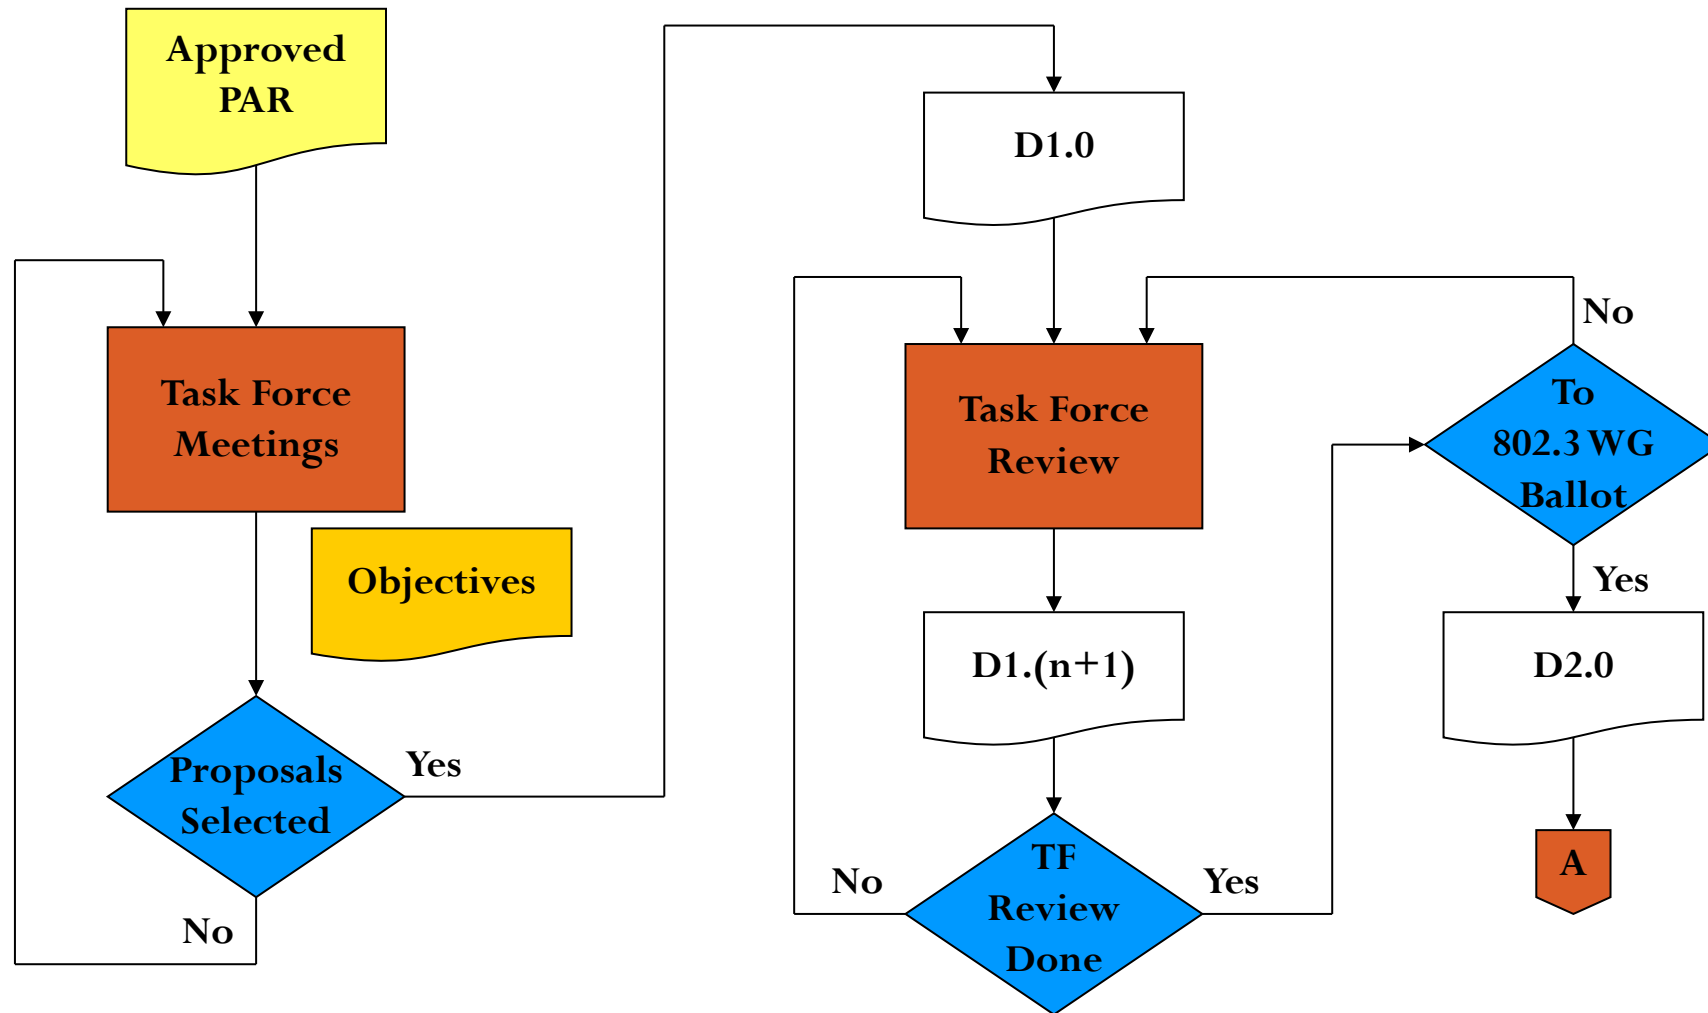 Approved
PAR
Task Force
Meetings
Objectives
Proposals
Selected
Yes
No
D1.0
Task Force
Review
D1.(n+1)
TF
Review
Done
No
Yes
To
802.3 WG
Ballot
No
Yes
D2.0
A